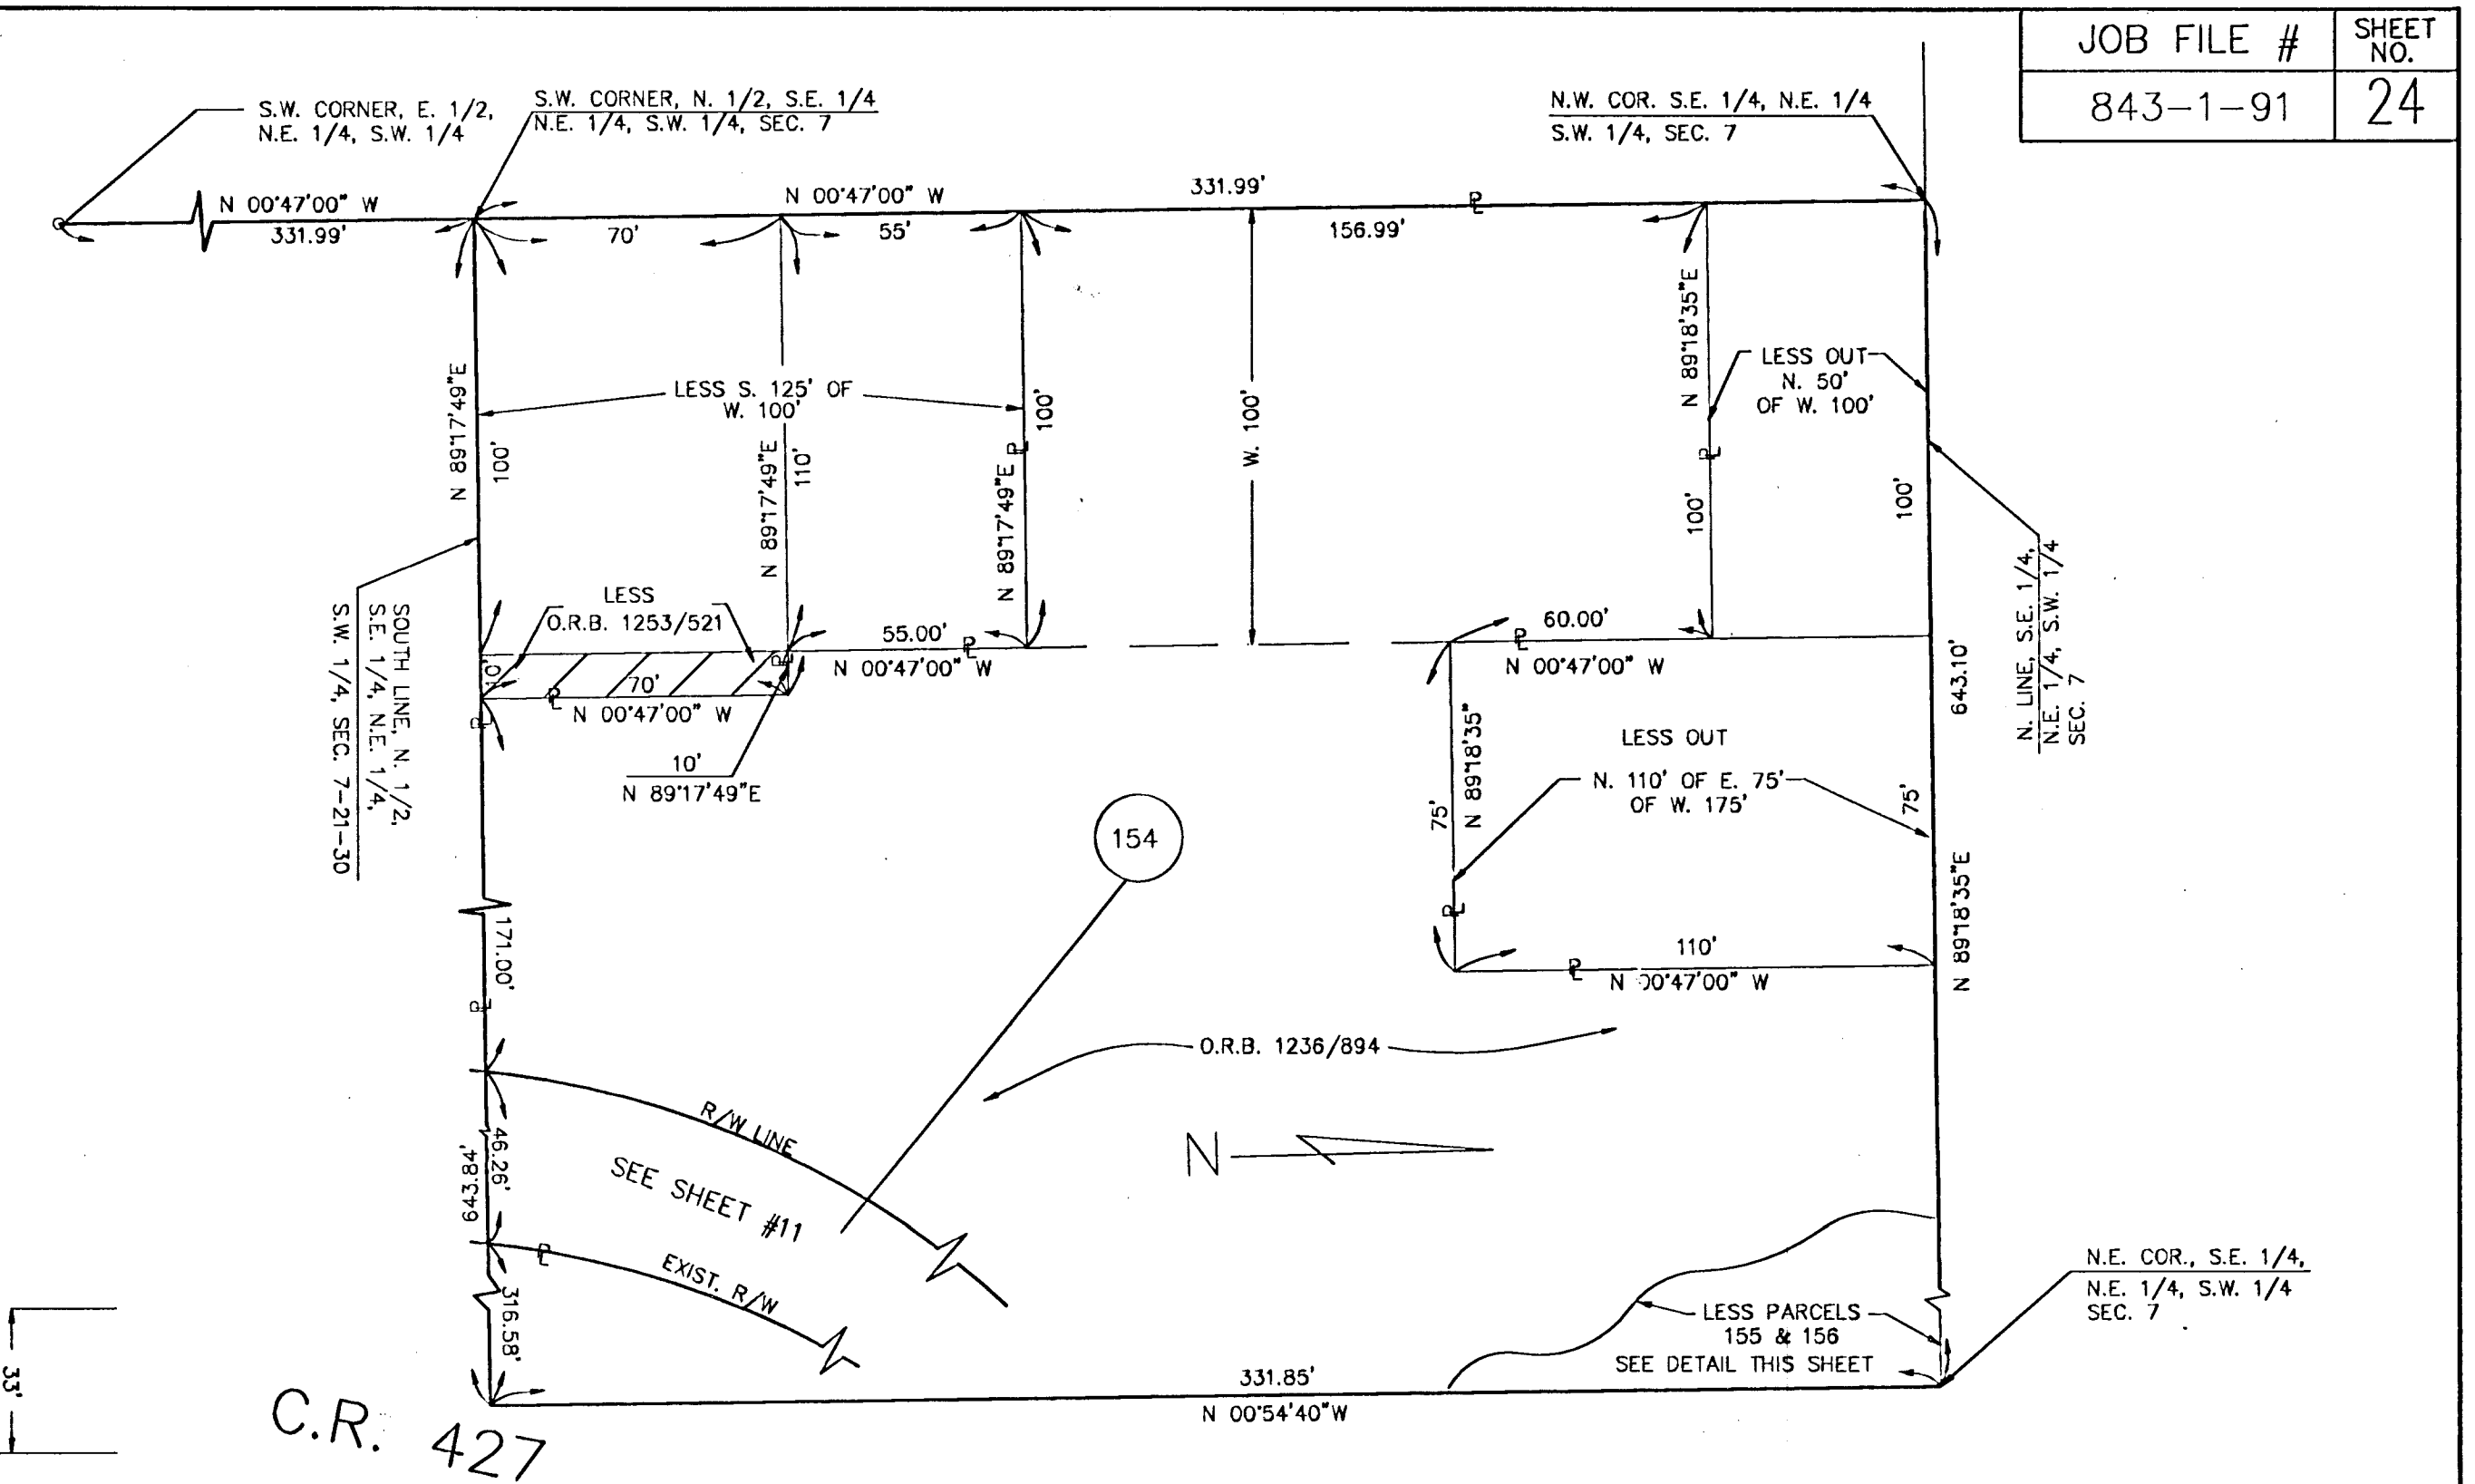 JOB FILE #
SHEET
NO.
843-1-91
24
S.W. CORNER, E. 1/2,
N.E. 1/4, S.W. 1/4
S.W. CORNER, N. 1/2, S.E. 1/4
N.E. 1/4, S.W. 1/4, SEC. 7
N.W. COR. S.E. 1/4, N.E. 1/4
S.W. 1/4, SEC. 7
N 00°47'00" W
331.99'
N 00°47'00" W
331.99'
70'
55'
156.99'
N 89°17'49"E
100'
LESS S. 125' OF
W. 100'
N 89°17'49"E
110'
N 89°17'49"E
100'
W. 100'
N 89°18'35"E
100'
LESS OUT
N. 50'
OF W. 100'
100'
N. LINE, S.E. 1/4,
N.E. 1/4, S.W. 1/4
SEC. 7
SOUTH LINE, N. 1/2,
S.E. 1/4, N.E. 1/4,
S.W. 1/4, SEC. 7-21-30
LESS
O.R.B. 1253/521
10'
70'
N 00°47'00" W
55.00'
N 00°47'00" W
60.00'
N 00°47'00" W
643.10'
10'
N 89°17'49"E
75'
N 89°18'35"
LESS OUT
N. 110' OF E. 75'
OF W. 175'
75'
N 89°18'35"E
154
110'
N 00°47'00" W
171.00'
O.R.B. 1236/894
N
R/W LINE
46.26'
643.84'
SEE SHEET #11
EXIST. R/W
316.58'
N.E. COR., S.E. 1/4,
N.E. 1/4, S.W. 1/4
SEC. 7
LESS PARCELS
155 & 156
SEE DETAIL THIS SHEET
331.85'
N 00°54'40"W
33'
C.R. 427